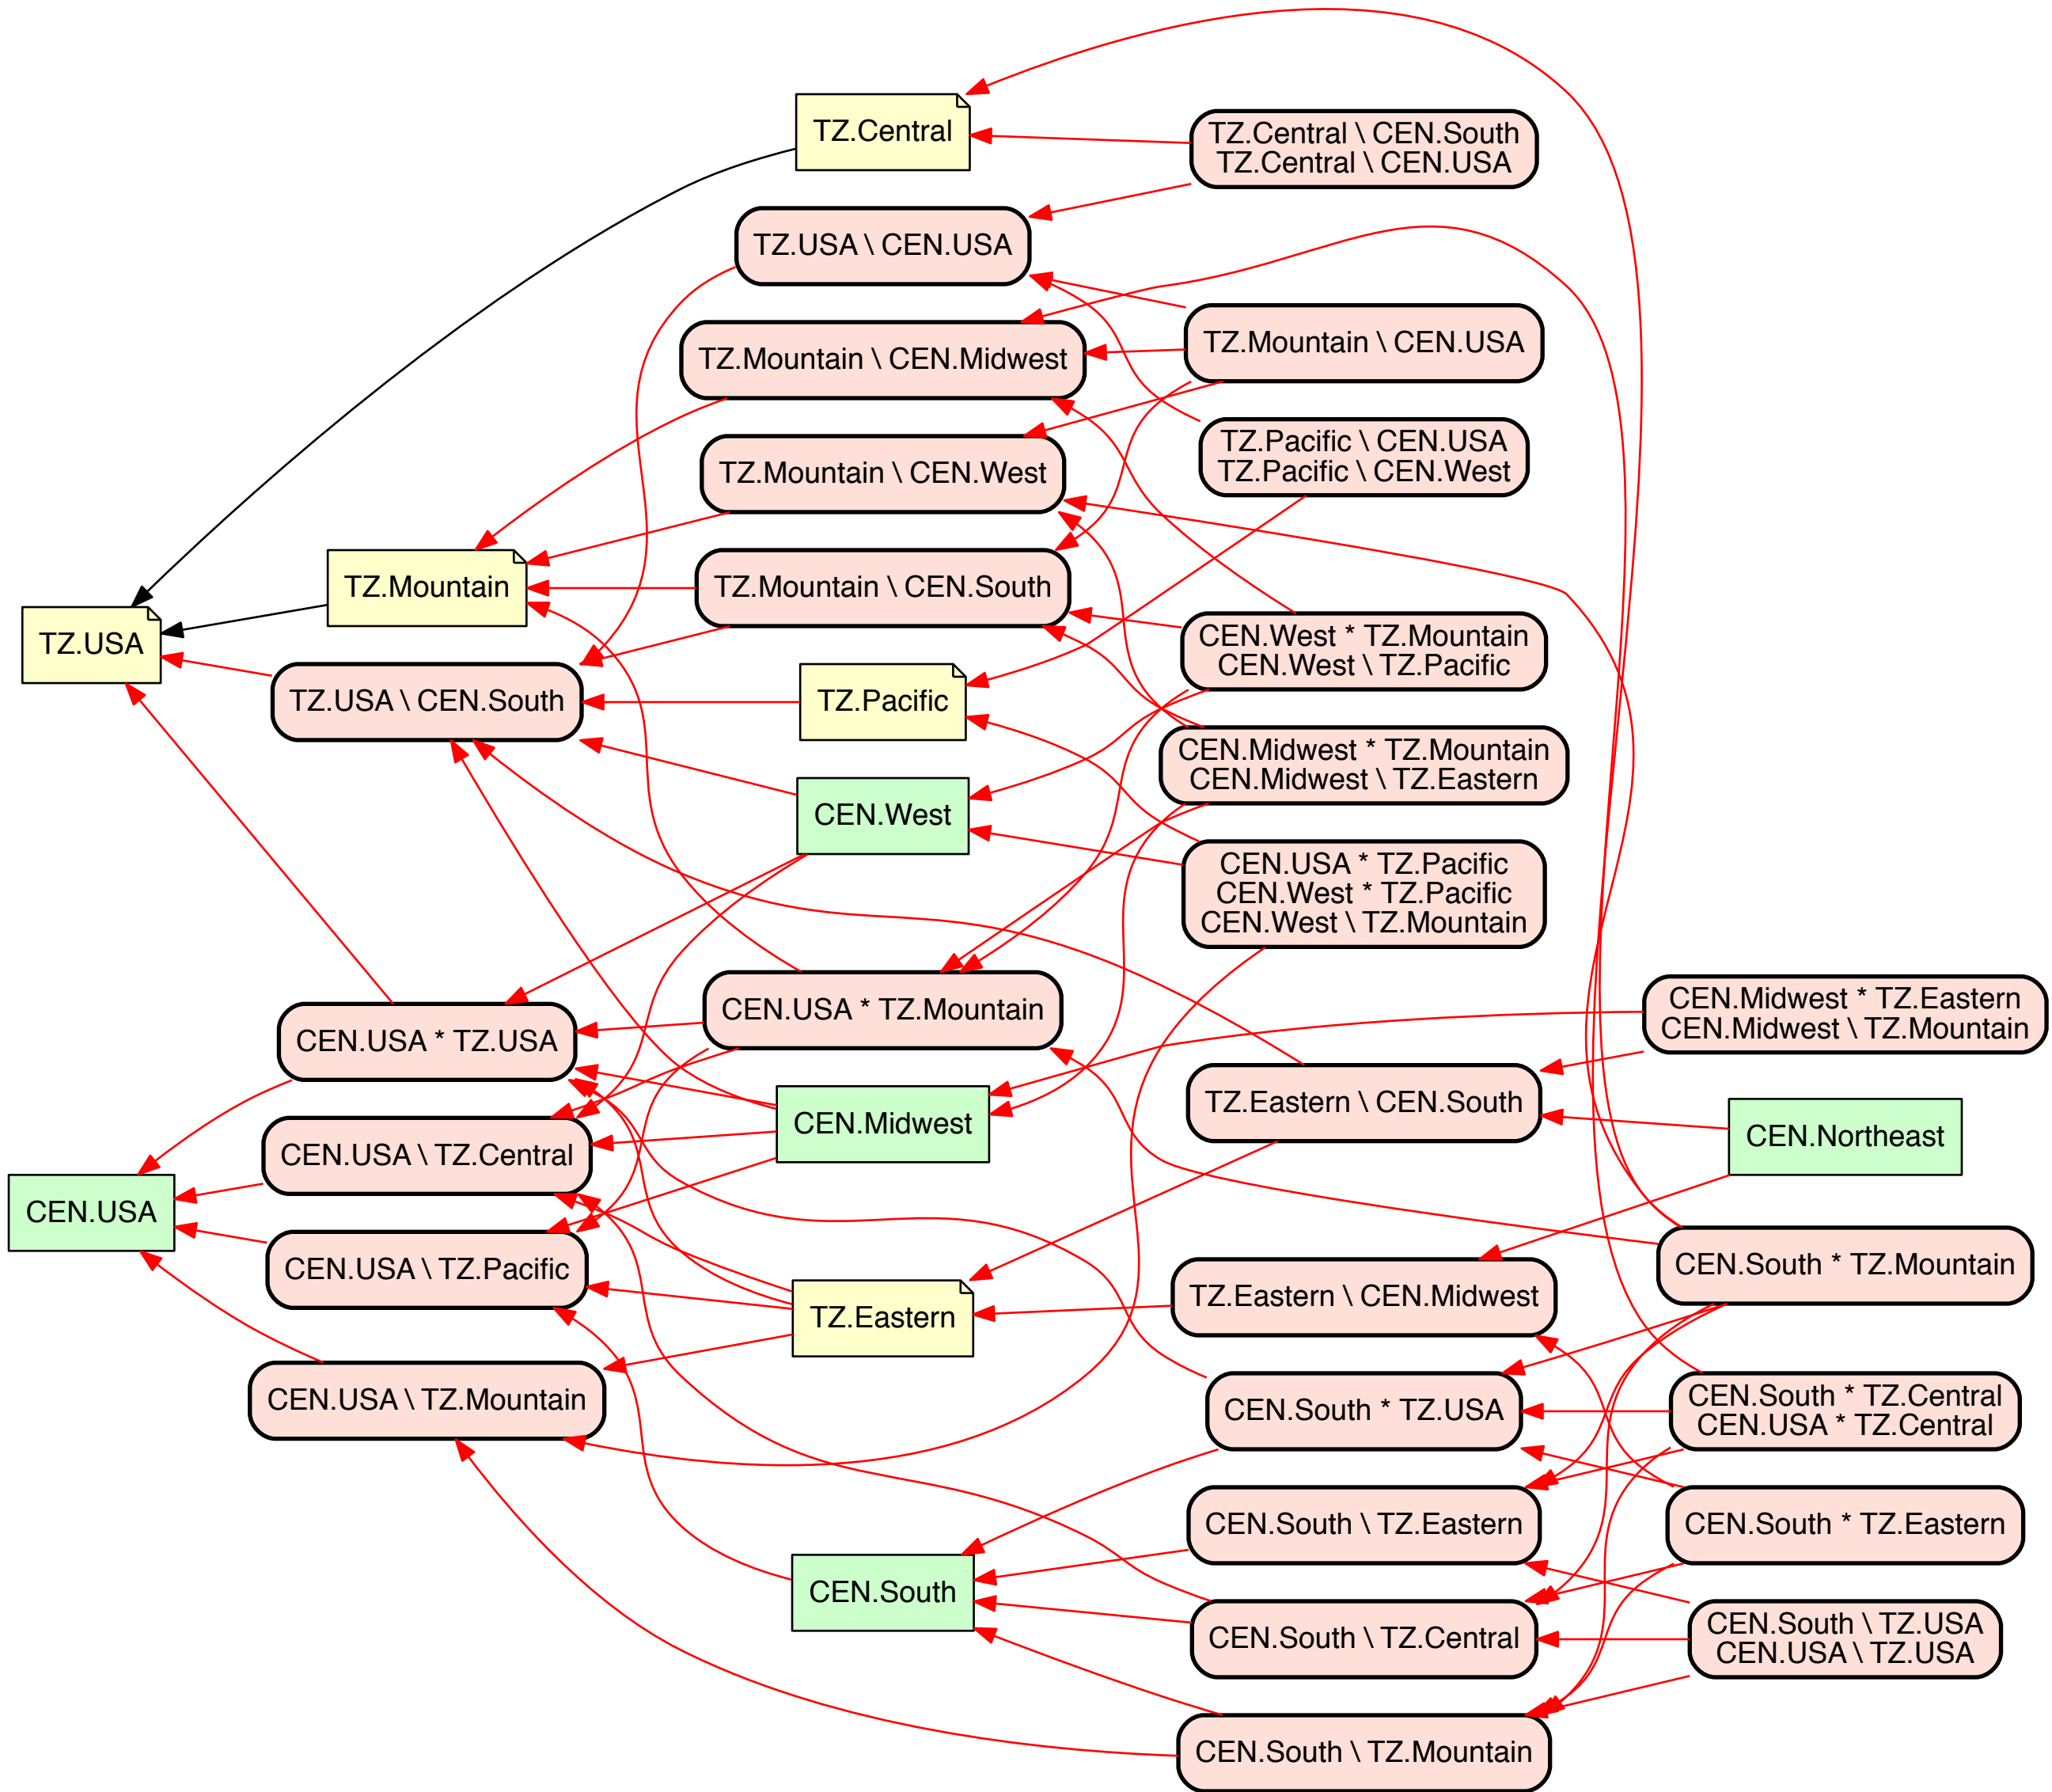 TZ.Central
TZ.Central \ CEN.South
TZ.Central \ CEN.USA
TZ.USA \ CEN.USA
TZ.Mountain \ CEN.USA
TZ.Mountain \ CEN.Midwest
TZ.Pacific \ CEN.USA
TZ.Pacific \ CEN.West
TZ.Mountain \ CEN.West
TZ.Mountain
TZ.Mountain \ CEN.South
TZ.USA
CEN.West * TZ.Mountain
CEN.West \ TZ.Pacific
TZ.USA \ CEN.South
TZ.Pacific
CEN.Midwest * TZ.Mountain
CEN.Midwest \ TZ.Eastern
CEN.West
CEN.USA * TZ.Pacific
CEN.West * TZ.Pacific
CEN.West \ TZ.Mountain
CEN.USA * TZ.Mountain
CEN.Midwest * TZ.Eastern
CEN.Midwest \ TZ.Mountain
CEN.USA * TZ.USA
TZ.Eastern \ CEN.South
CEN.Midwest
CEN.Northeast
CEN.USA \ TZ.Central
CEN.USA
CEN.USA \ TZ.Pacific
CEN.South * TZ.Mountain
TZ.Eastern \ CEN.Midwest
TZ.Eastern
CEN.USA \ TZ.Mountain
CEN.South * TZ.USA
CEN.South * TZ.Central
CEN.USA * TZ.Central
CEN.South \ TZ.Eastern
CEN.South * TZ.Eastern
CEN.South
CEN.South \ TZ.Central
CEN.South \ TZ.USA
CEN.USA \ TZ.USA
CEN.South \ TZ.Mountain